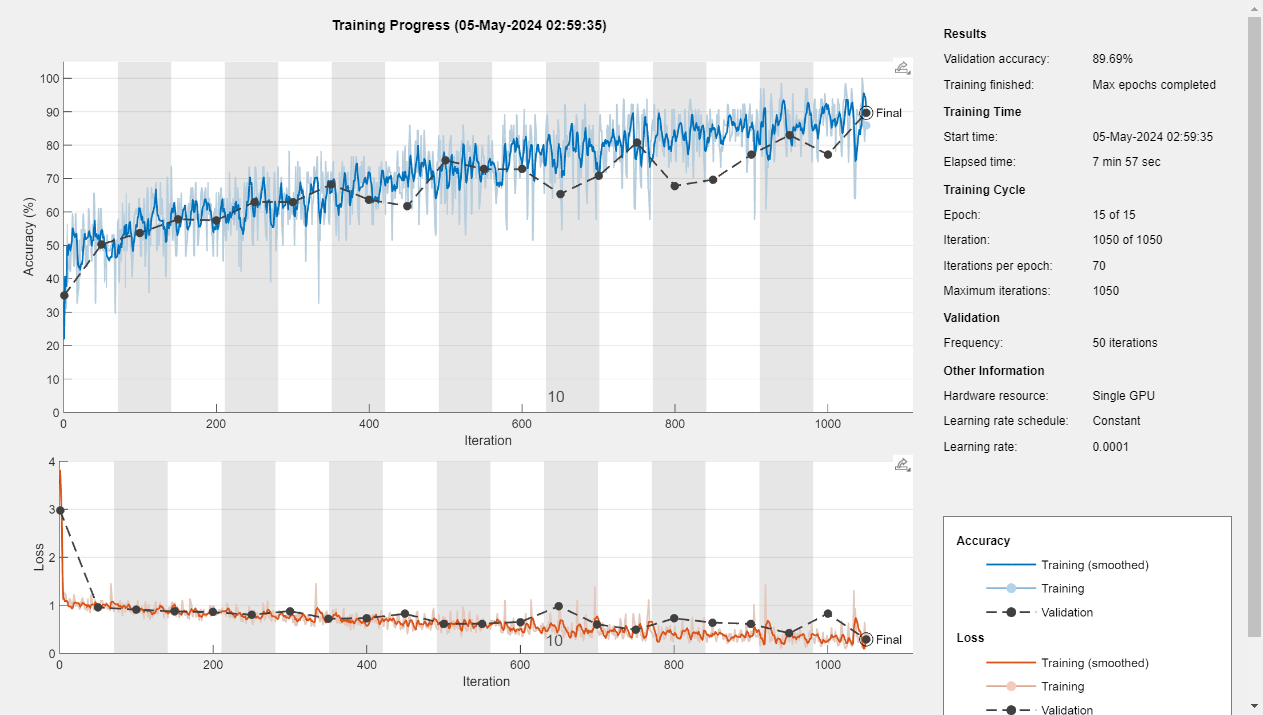 Training Progress (05-May-2024 02:59:35)
100
90
80
70
60
50
40
30
20
10
0
Accuracy (%)
Final
10
0
200
400
600
800
1000
Iteration
4
3
2
1
0
Loss
Final
10
0
200
400
600
800
1000
Iteration
Results
Validation accuracy: 89.69%
Training finished: Max epochs completed
Training Time
Start time: 05-May-2024 02:59:35
Elapsed time: 7 min 57 sec
Training Cycle
Epoch: 15 of 15
Iteration: 1050 of 1050
Iterations per epoch: 70
Maximum iterations: 1050
Validation
Frequency: 50 iterations
Other Information
Hardware resource: Single GPU
Learning rate schedule: Constant
Learning rate: 0.0001
Accuracy
Training (smoothed)
Training
Validation
Loss
Training (smoothed)
Training
Validation